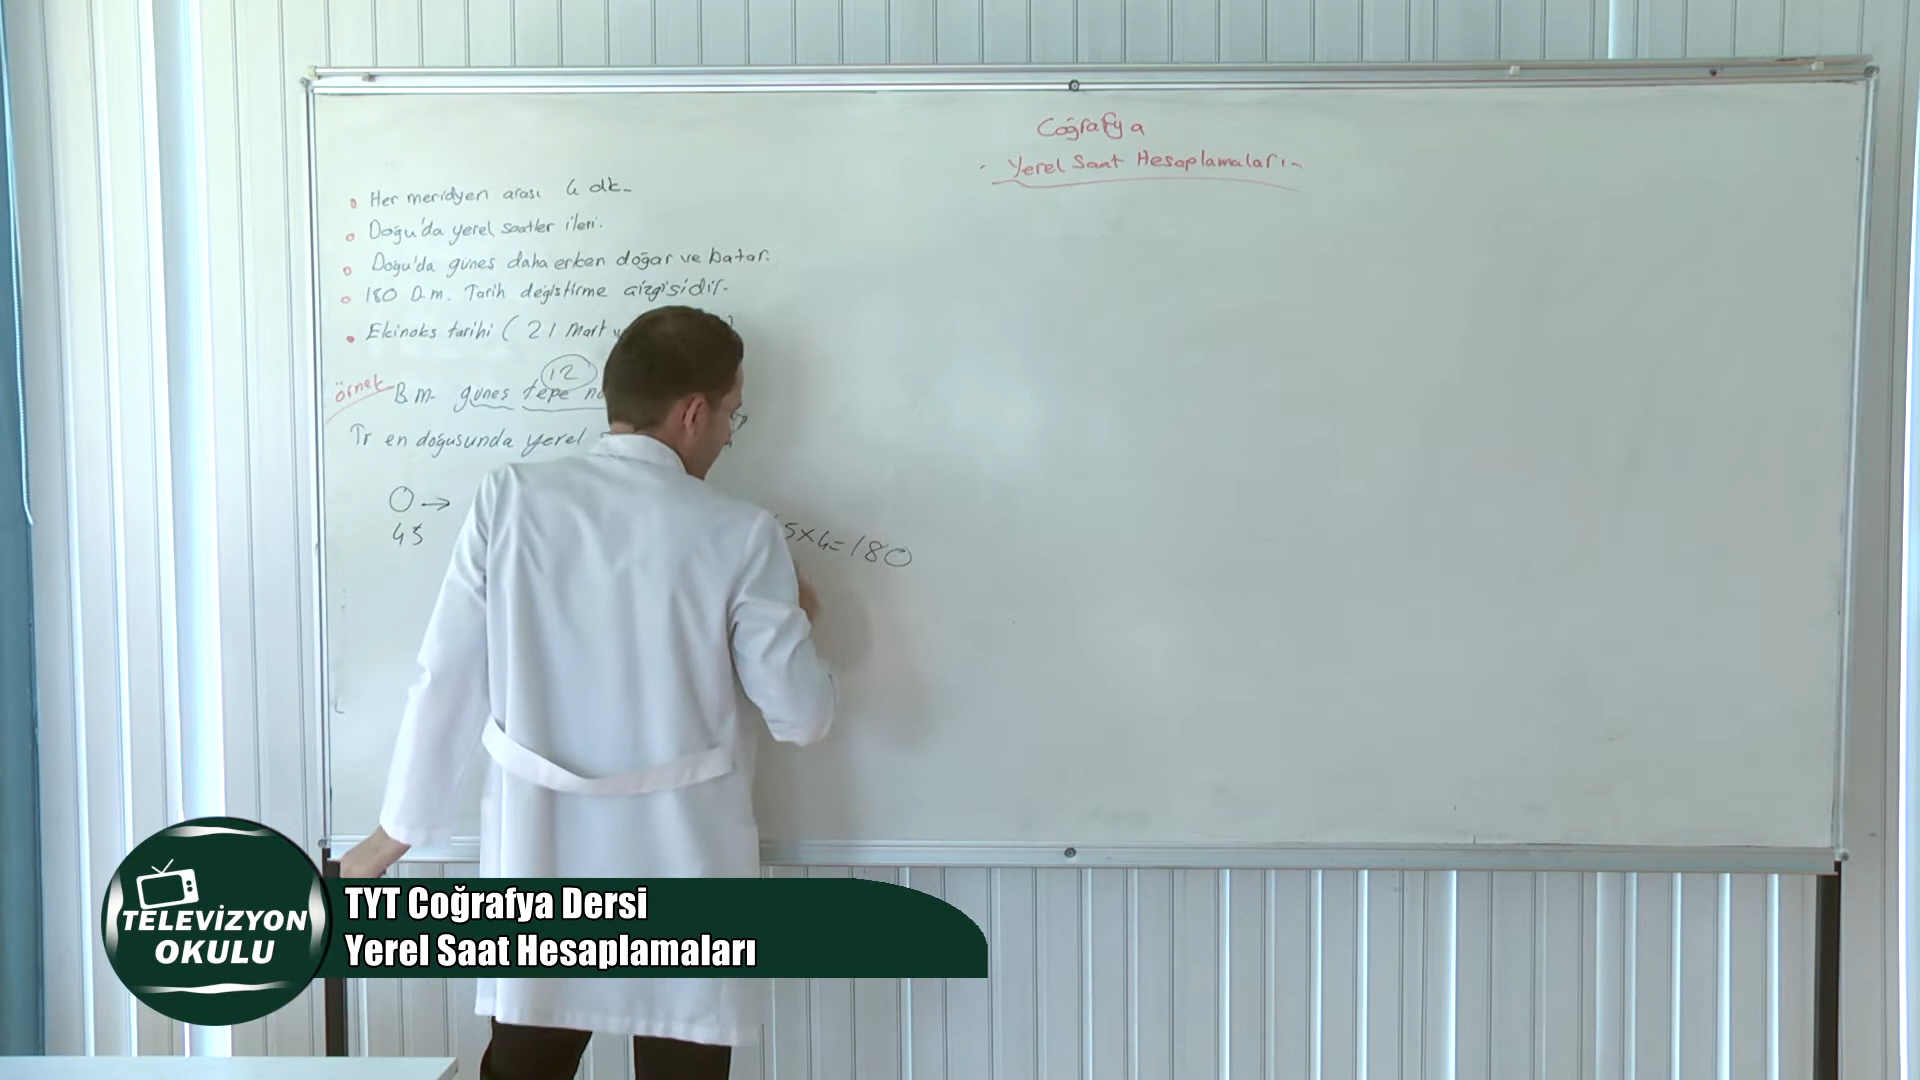 Coğrafya
- Yerel Saat Hesaplamaları -
• Her meridyen arası 4 dk.
• Doğu'da yerel saatler ileri.
• Doğu'da güneş daha erken doğar ve batar.
• 180 D.m. Tarih değiştirme çizgisidir.
• Ekinoks tarihi ( 21 Mart
12
örnek B m. güneş tepe
Tr en doğusunda yerel
0 →
45
5x4=180
TELEVİZYON
OKULU
TYT Coğrafya Dersi
Yerel Saat Hesaplamaları